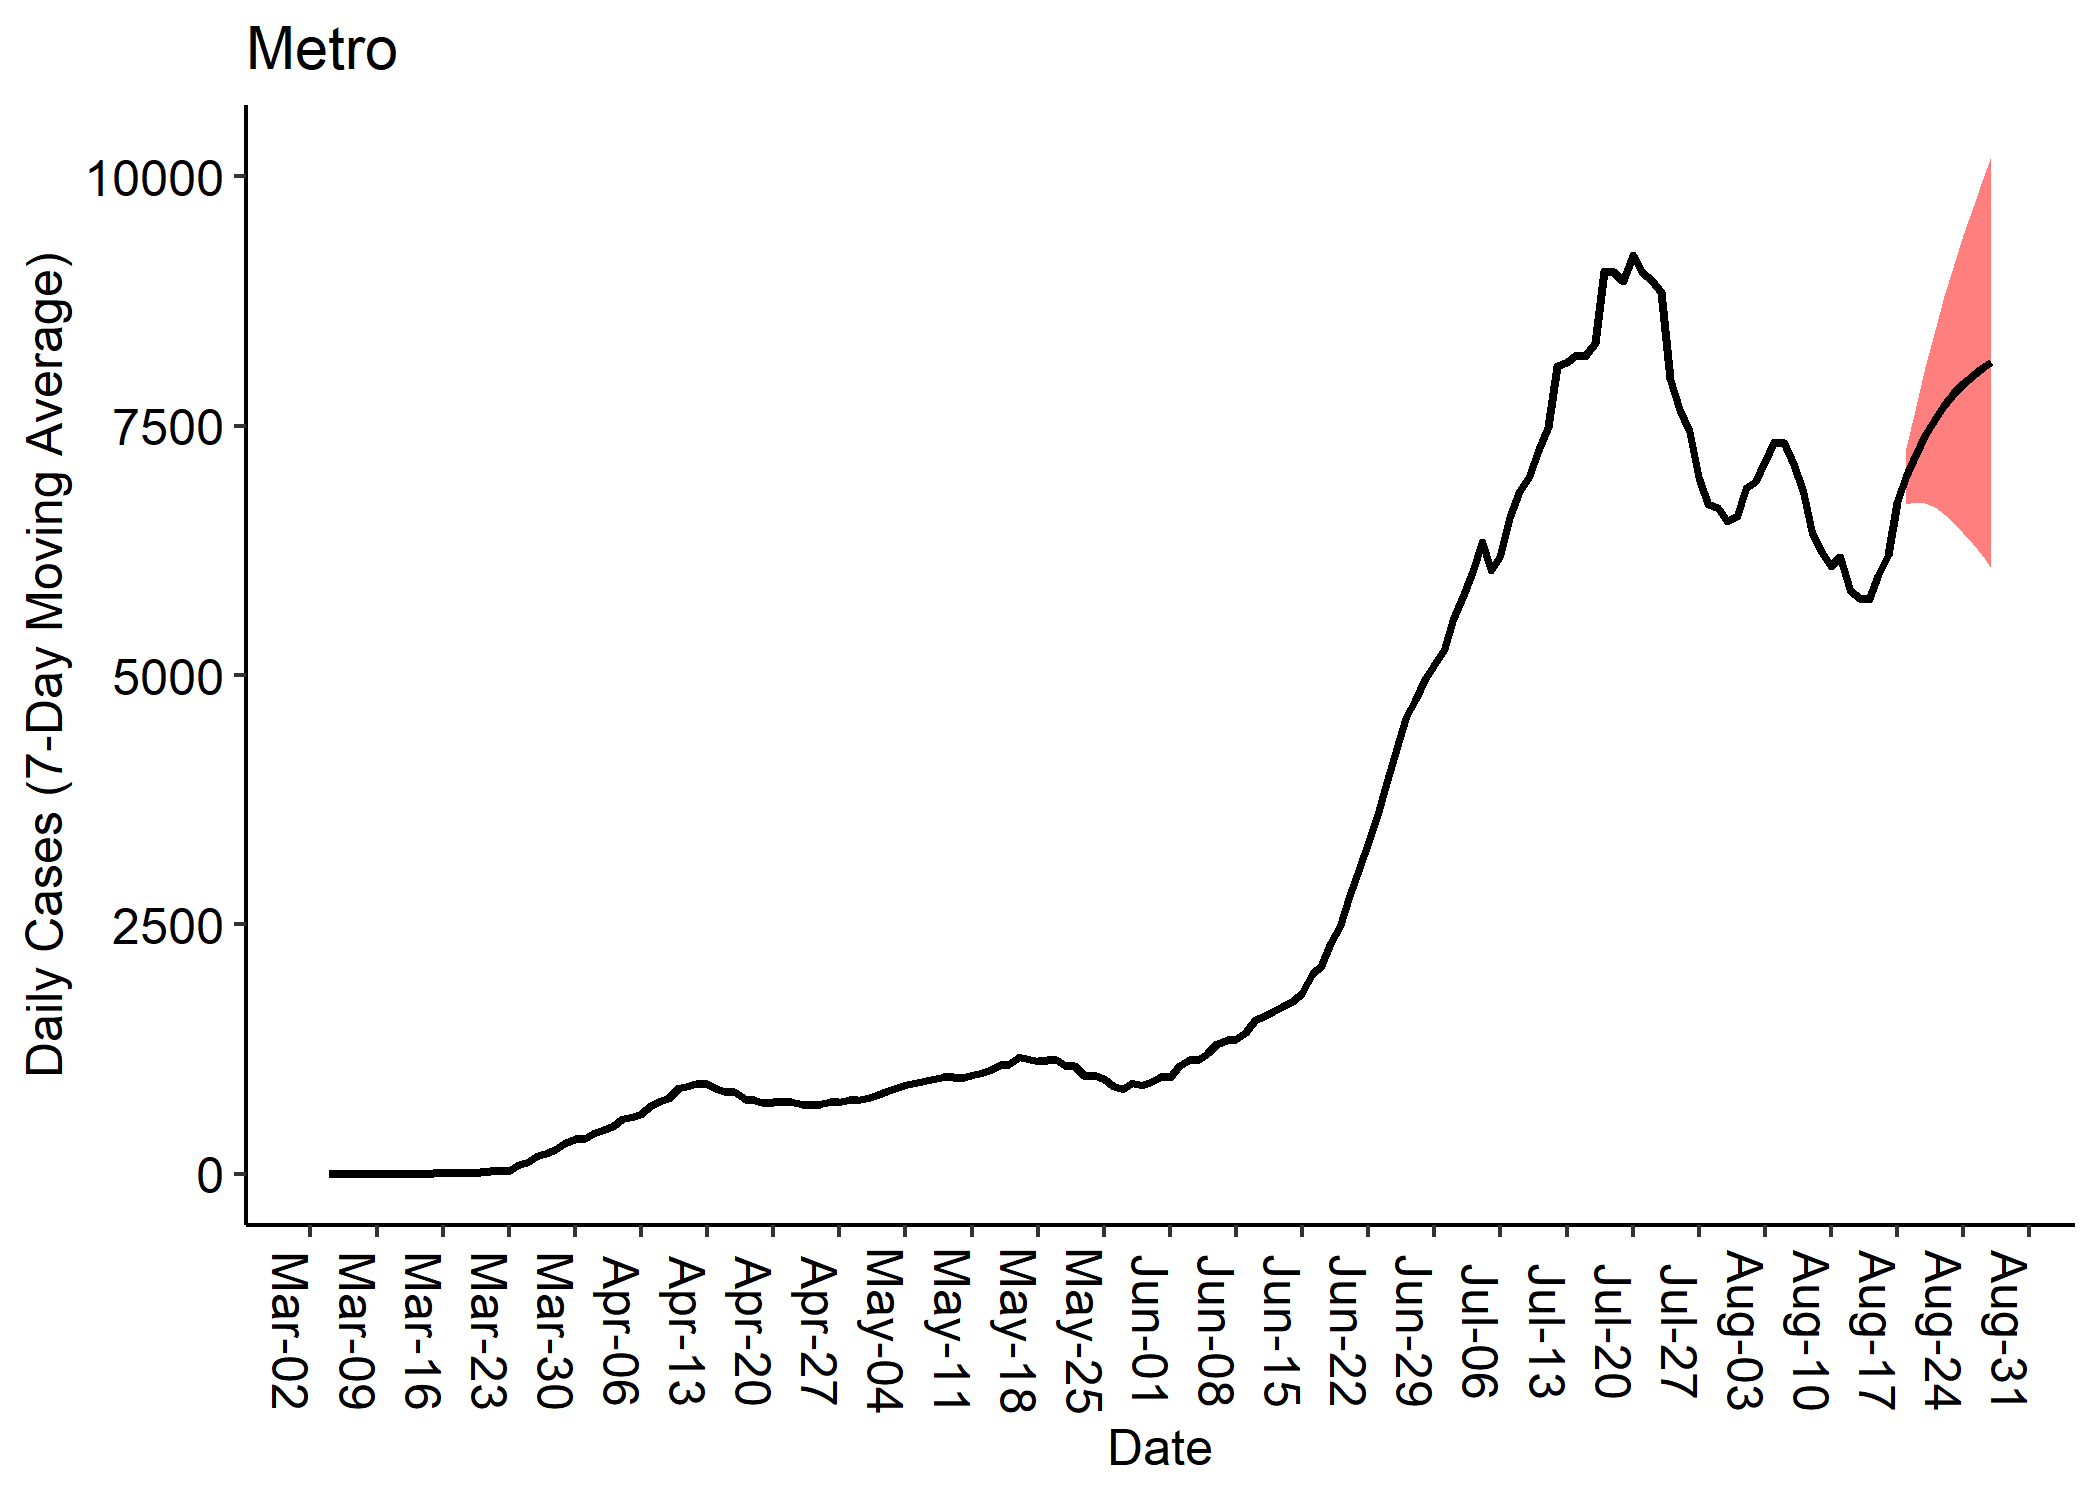 Metro
Daily Cases (7-Day Moving Average)
10000
7500
5000
2500
0
Mar-02
Mar-09
Mar-16
Mar-23
Mar-30
Apr-06
Apr-13
Apr-20
Apr-27
May-04
May-11
May-18
May-25
Jun-01
Jun-08
Jun-15
Jun-22
Jun-29
Jul-06
Jul-13
Jul-20
Jul-27
Aug-03
Aug-10
Aug-17
Aug-24
Aug-31
Date